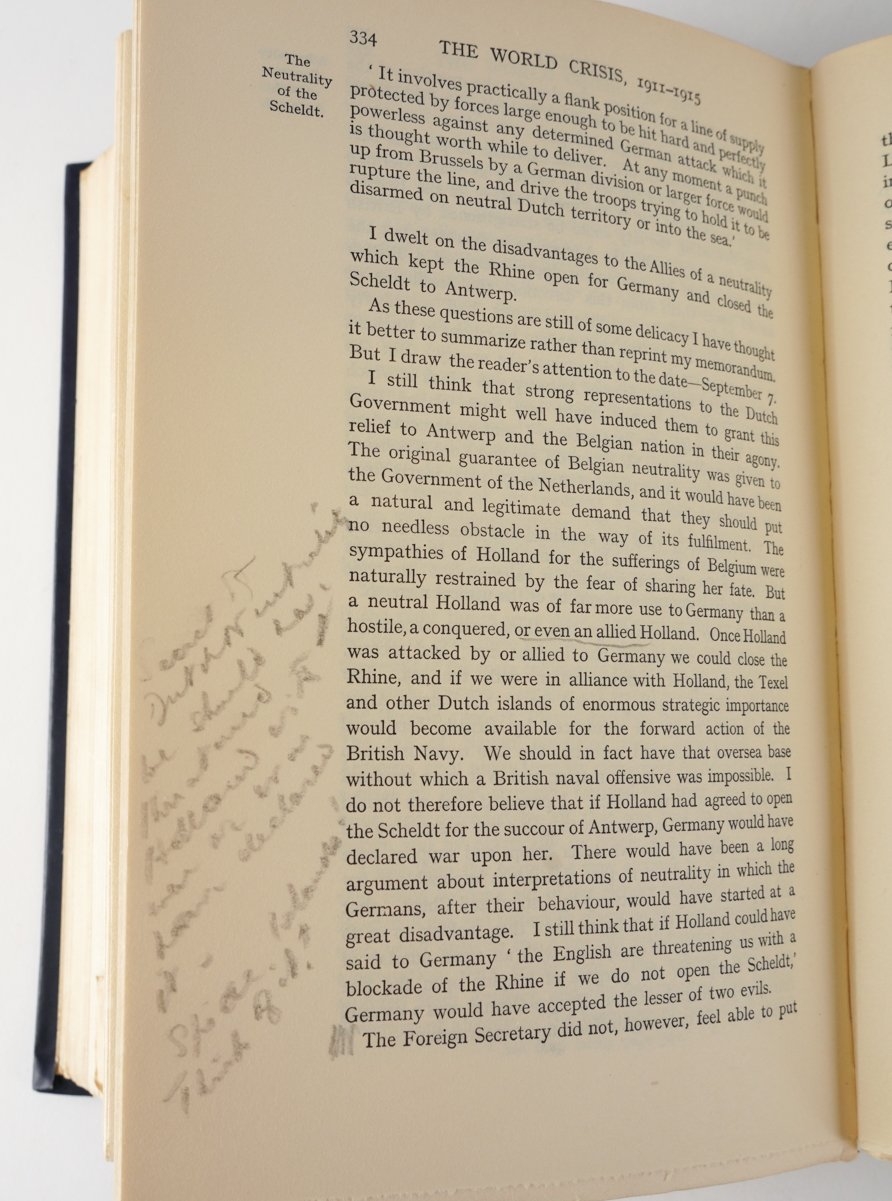 334
THE WORLD CRISIS, 1911–1915
The
Neutrality
of the
Scheldt.
‘ It involves practically a flank position for a line of supply
protected by forces large enough to be hit hard and perfectly
powerless against any determined German attack which it
is thought worth while to deliver. At any moment a punch
up from Brussels by a German division or larger force would
rupture the line, and drive the troops trying to hold it to be
disarmed on neutral Dutch territory or into the sea.’
I dwelt on the disadvantages to the Allies of a neutrality
which kept the Rhine open for Germany and closed the
Scheldt to Antwerp.
As these questions are still of some delicacy I have thought
it better to summarize rather than reprint my memorandum.
But I draw the reader’s attention to the date—September 7.
I still think that strong representations to the Dutch
Government might well have induced them to grant this
relief to Antwerp and the Belgian nation in their agony.
The original guarantee of Belgian neutrality was given to
the Government of the Netherlands, and it would have been
a natural and legitimate demand that they should put
no needless obstacle in the way of its fulfilment. The
sympathies of Holland for the sufferings of Belgium were
naturally restrained by the fear of sharing her fate. But
a neutral Holland was of far more use to Germany than a
hostile, a conquered, or even an allied Holland. Once Holland
was attacked by or allied to Germany we could close the
Rhine, and if we were in alliance with Holland, the Texel
and other Dutch islands of enormous strategic importance
would become available for the forward action of the
British Navy. We should in fact have that oversea base
without which a British naval offensive was impossible. I
do not therefore believe that if Holland had agreed to open
the Scheldt for the succour of Antwerp, Germany would have
declared war upon her. There would have been a long
argument about interpretations of neutrality in which the
Germans, after their behaviour, would have started at a
great disadvantage. I still think that if Holland could have
said to Germany ‘ the English are threatening us with a
blockade of the Rhine if we do not open the Scheldt,’
Germany would have accepted the lesser of two evils.
The Foreign Secretary did not, however, feel able to put
should
Holland
war
declared
think of it